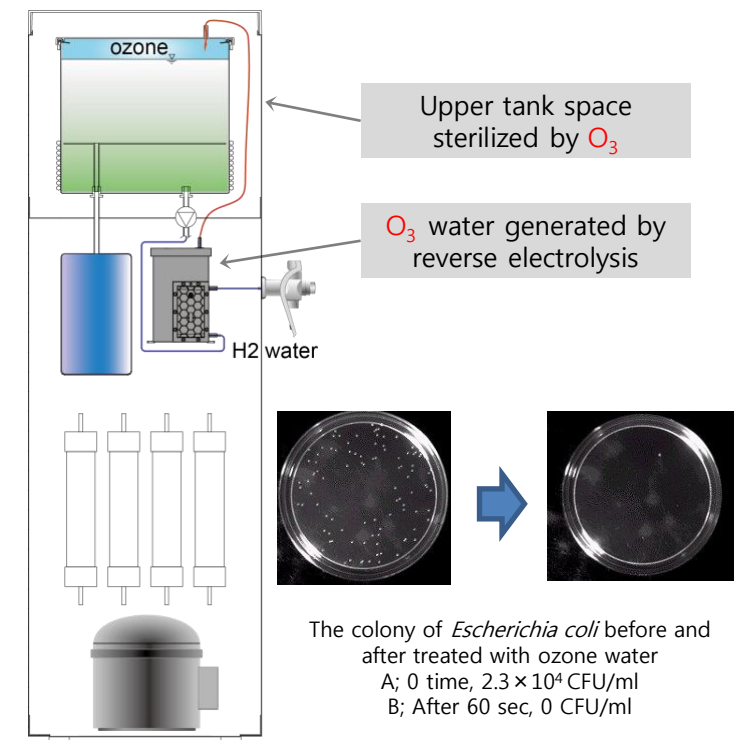 ozone
Upper tank space
sterilized by O₃
O₃ water generated by
reverse electrolysis
H2 water
The colony of Escherichia coli before and
after treated with ozone water
A; 0 time, 2.3×10⁴ CFU/ml
B; After 60 sec, 0 CFU/ml